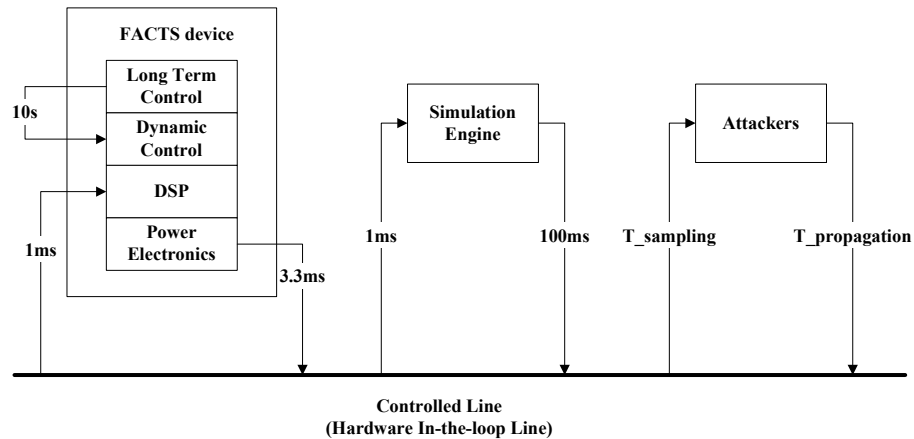 FACTS device
Long Term
Control
10s
Dynamic
Control
DSP
Power
Electronics
1ms
3.3ms
Simulation
Engine
1ms
100ms
Attackers
T_sampling
T_propagation
Controlled Line
(Hardware In-the-loop Line)